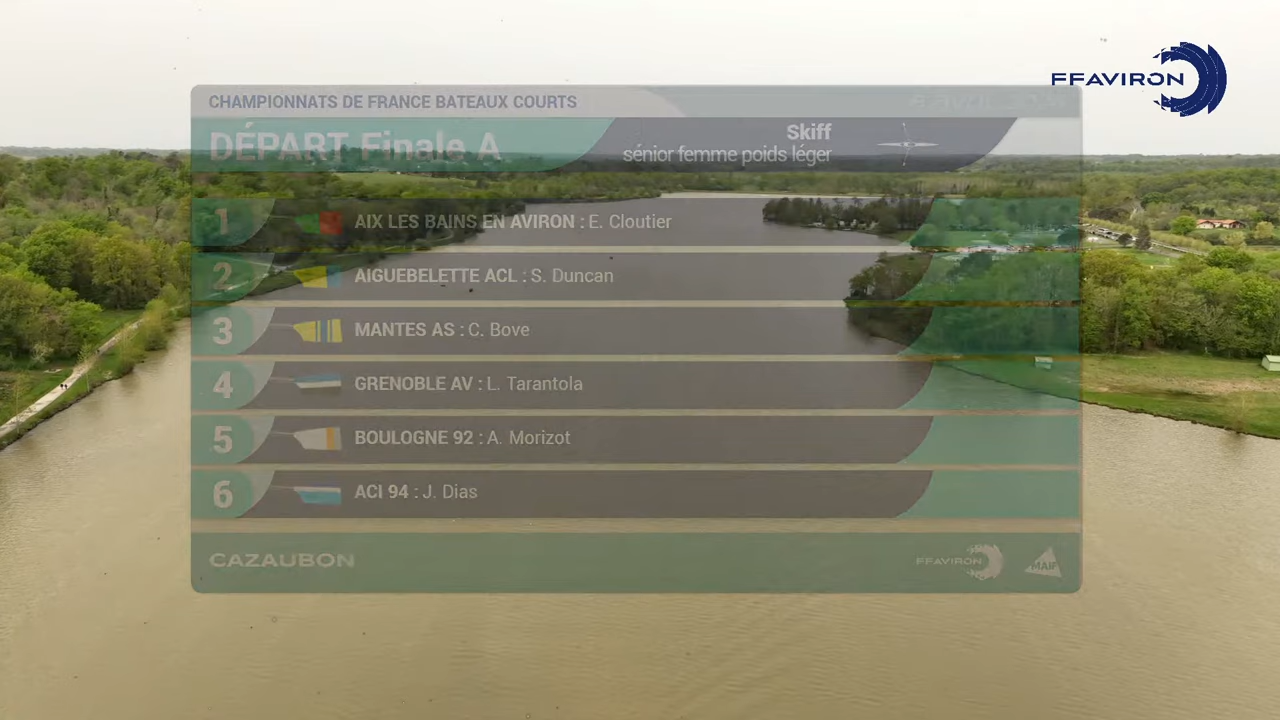 FFAVIRON
CHAMPIONNATS DE FRANCE BATEAUX COURTS
DÉPART Finale A
Skiff
sénior femme poids léger
1 AIX LES BAINS EN AVIRON : E. Cloutier
2 AIGUEBELETTE ACL : S. Duncan
3 MANTES AS : C. Bove
4 GRENOBLE AV : L. Tarantola
5 BOULOGNE 92 : A. Morizot
6 ACI 94 : J. Dias
CAZAUBON
FFAVIRON
MAIF